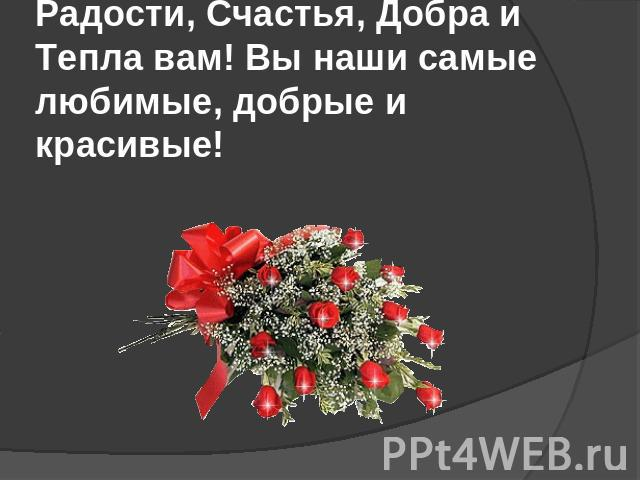 Радости, Счастья, Добра и
Тепла вам! Вы наши самые
любимые, добрые и
красивые!
PPt4WEB.ru